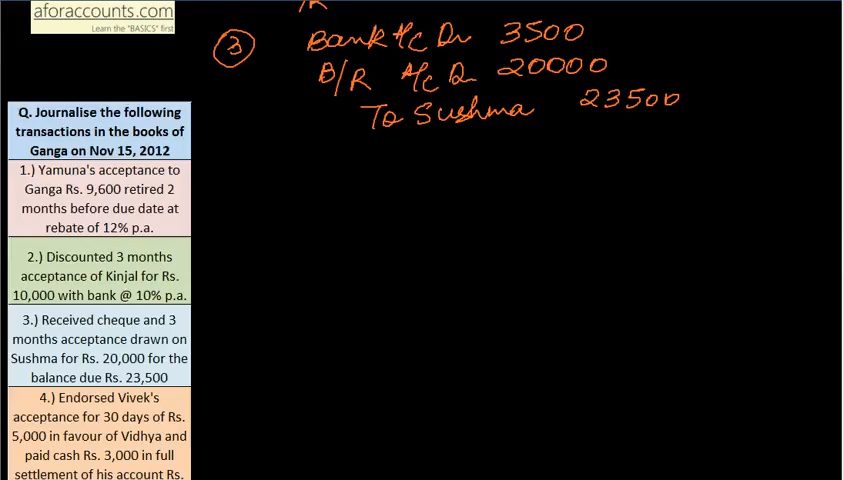 aforaccounts.com
Learn the "BASICS" first
3 Bank A/C Dr 3500
B/R A/C Dr 20000
To Sushma 23500
Q. Journalise the following
transactions in the books of
Ganga on Nov 15, 2012
1.) Yamuna's acceptance to
Ganga Rs. 9,600 retired 2
months before due date at
rebate of 12% p.a.
2.) Discounted 3 months
acceptance of Kinjal for Rs.
10,000 with bank @ 10% p.a.
3.) Received cheque and 3
months acceptance drawn on
Sushma for Rs. 20,000 for the
balance due Rs. 23,500
4.) Endorsed Vivek's
acceptance for 30 days of Rs.
5,000 in favour of Vidhya and
paid cash Rs. 3,000 in full
settlement of his account Rs.